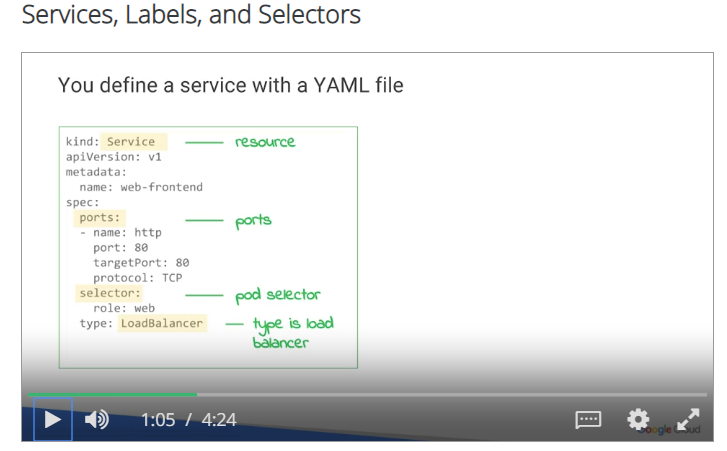 Services, Labels, and Selectors
You define a service with a YAML file
kind: Service
resource
apiVersion: v1
metadata:
name: web-frontend
spec:
ports:
ports
- name: http
port: 80
targetPort: 80
protocol: TCP
selector:
pod selector
role: web
type: LoadBalancer
type is load
balancer
1:05 / 4:24